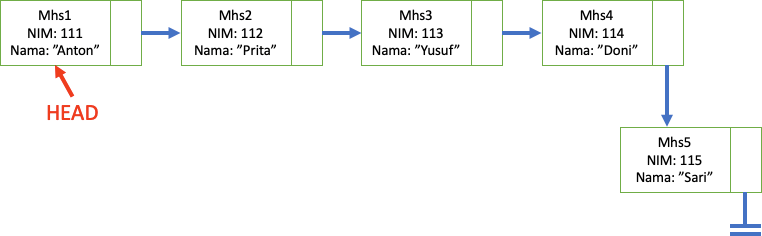 Mhs1
NIM: 111
Nama: ”Anton”
Mhs2
NIM: 112
Nama: ”Prita”
Mhs3
NIM: 113
Nama: ”Yusuf”
Mhs4
NIM: 114
Nama: ”Doni”
HEAD
Mhs5
NIM: 115
Nama: ”Sari”